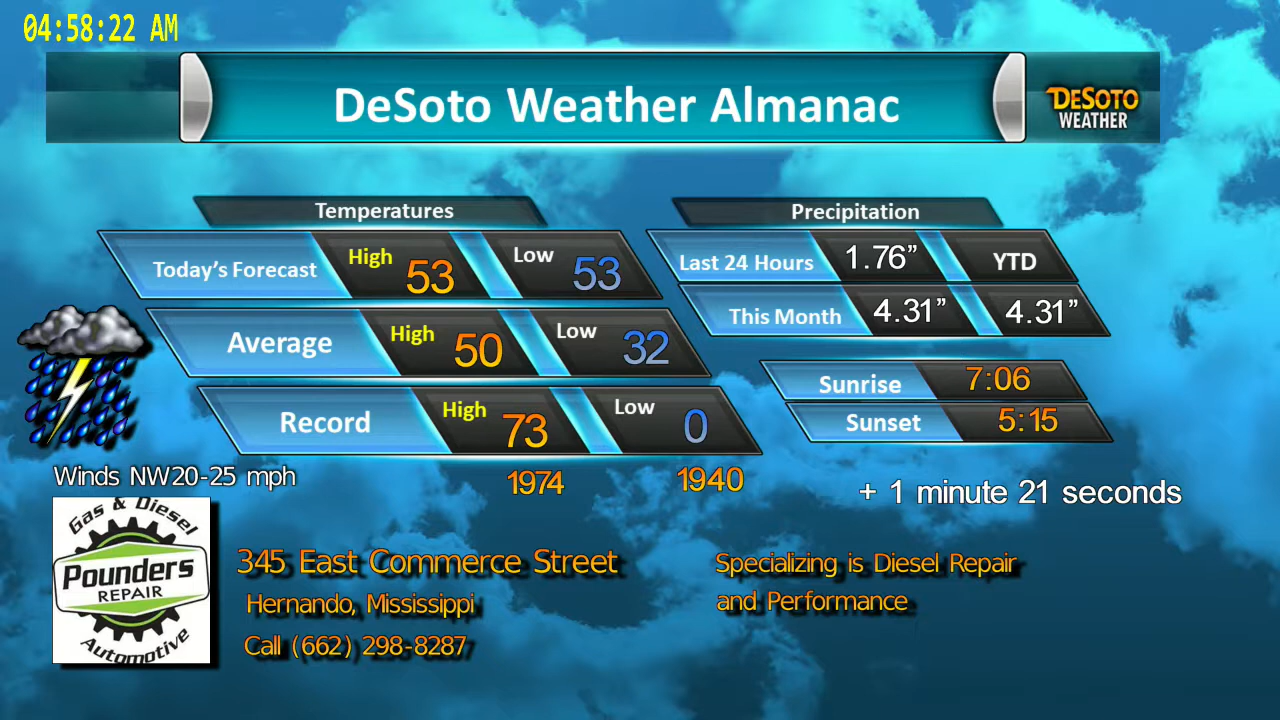 04:58:22 AM
DeSoto Weather Almanac
DESOTO
WEATHER
Temperatures
Today's Forecast High 53 Low 53
Average High 50 Low 32
Record High 73 Low 0
1974 1940
Precipitation
Last 24 Hours 1.76” YTD
This Month 4.31” 4.31”
Sunrise 7:06
Sunset 5:15
+ 1 minute 21 seconds
Winds NW20-25 mph
Gas & Diesel
Pounders
REPAIR
Automotive
345 East Commerce Street
Hernando, Mississippi
Call (662) 298-8287
Specializing is Diesel Repair
and Performance